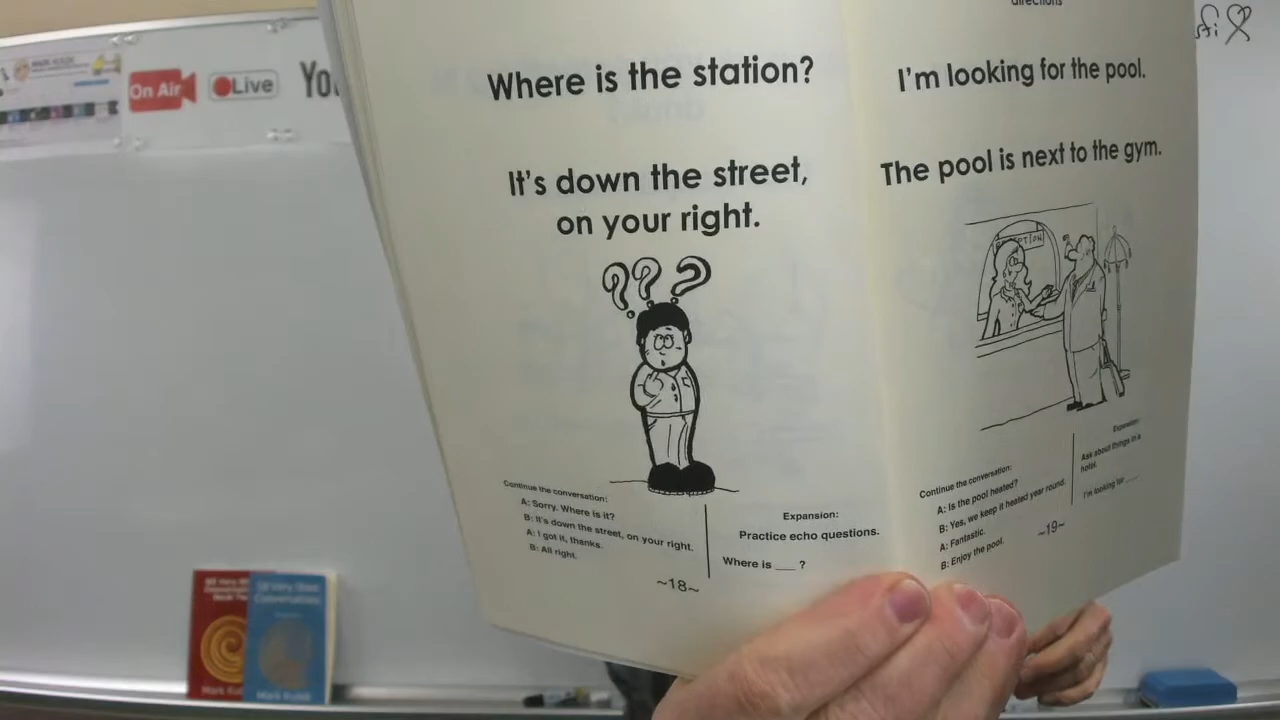 On Air
Live
directions
Where is the station?
It's down the street,
on your right.
Continue the conversation:
A: Sorry. Where is it?
B: It's down the street, on your right.
A: I got it, thanks.
B: All right.
Expansion:
Practice echo questions.
Where is ___ ?
~18~
I'm looking for the pool.
The pool is next to the gym.
Continue the conversation:
A: Is the pool heated?
B: Yes, we keep it heated year round.
A: Fantastic.
B: Enjoy the pool.
Expansion:
Ask about things in a
hotel.
I'm looking for ___
~19~
Mark
Mark